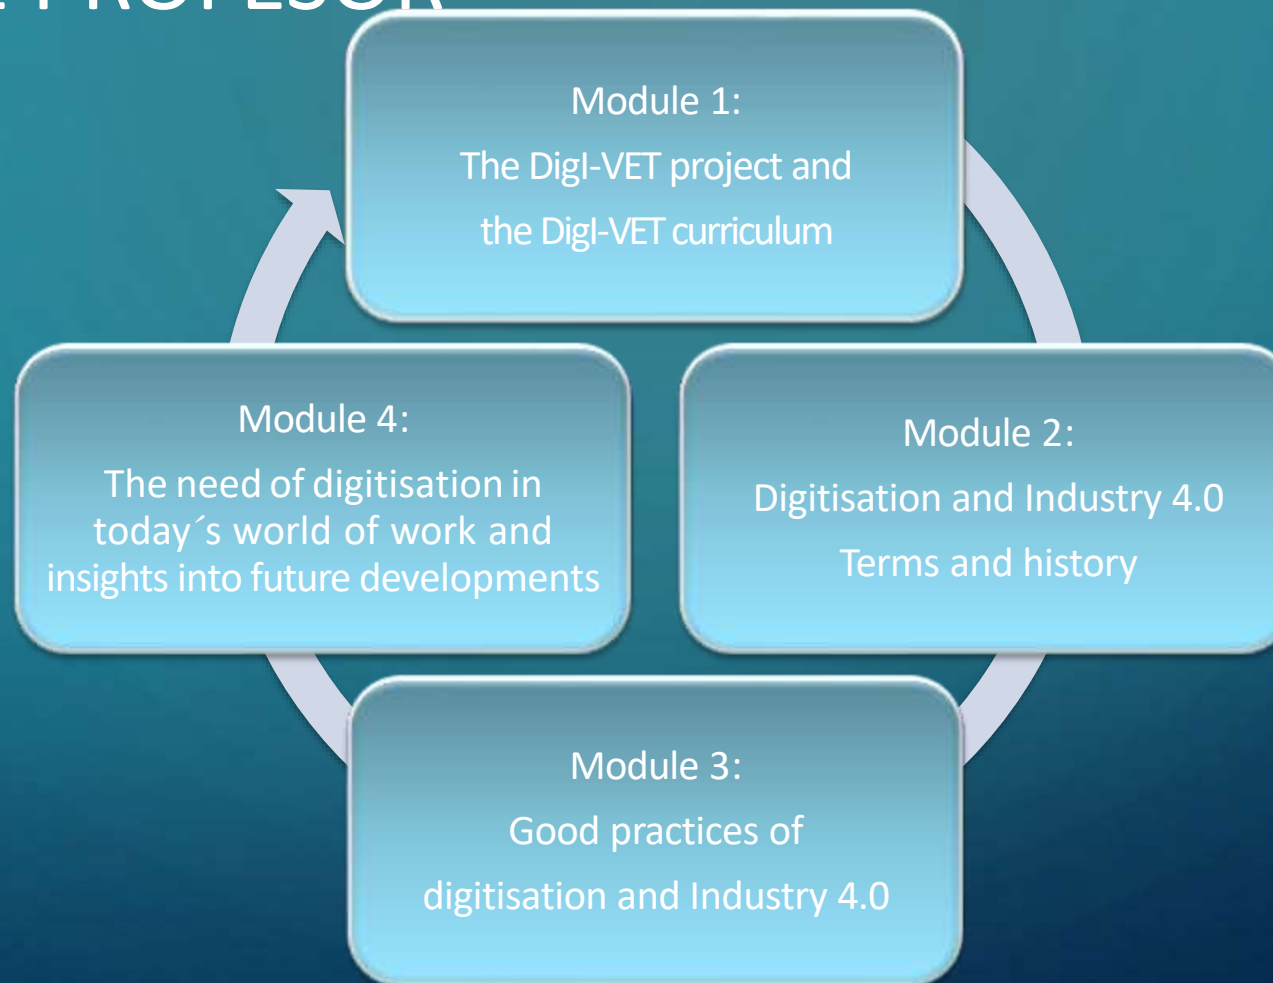 PROFESOR
Module 1:
The DigI-VET project and
the DigI-VET curriculum
Module 4:
The need of digitisation in
today´s world of work and
insights into future developments
Module 2:
Digitisation and Industry 4.0
Terms and history
Module 3:
Good practices of
digitisation and Industry 4.0